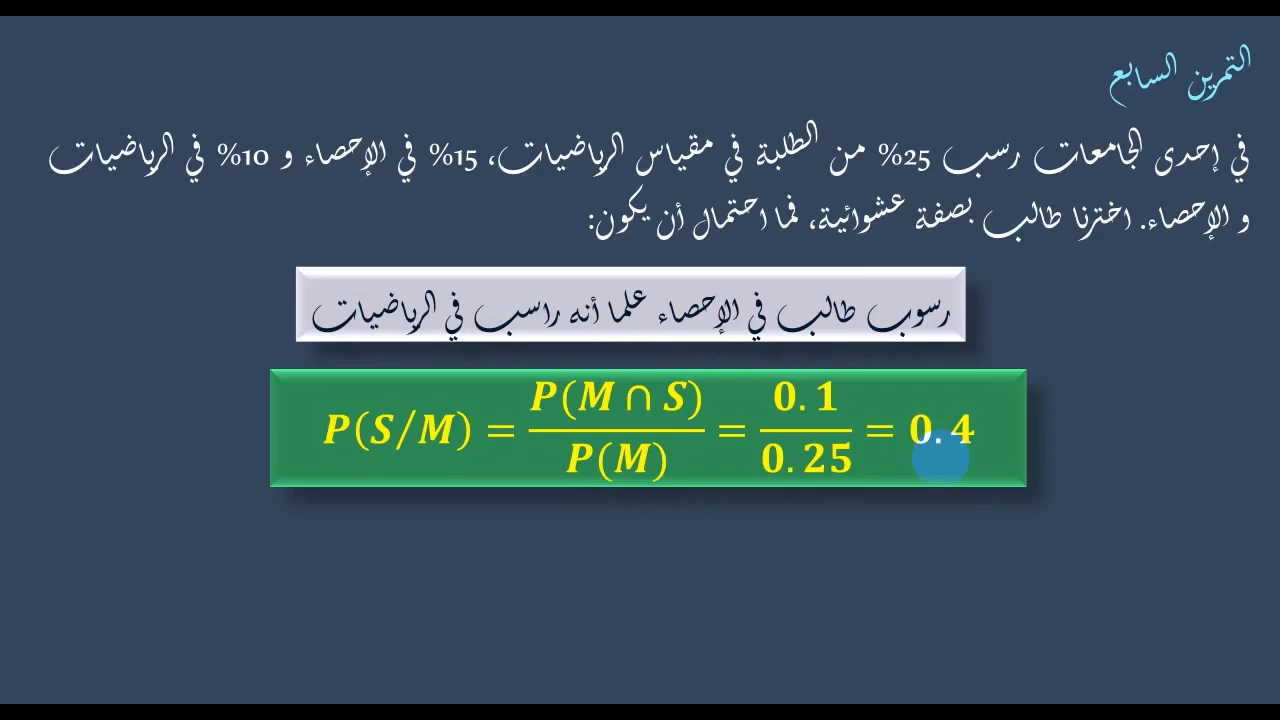 التمرين السابع
في إحدى الجامعات رسب 25% من الطلبة في مقياس الرياضيات، 15% في الإحصاء و 10% في الرياضيات
و الإحصاء. اخترنا طالب بصفة عشوائية، فما احتمال أن يكون:
رسوب طالب في الإحصاء علما أنه راسب في الرياضيات
P(S/M) = P(M ∩ S) / P(M) = 0.1 / 0.25 = 0.4